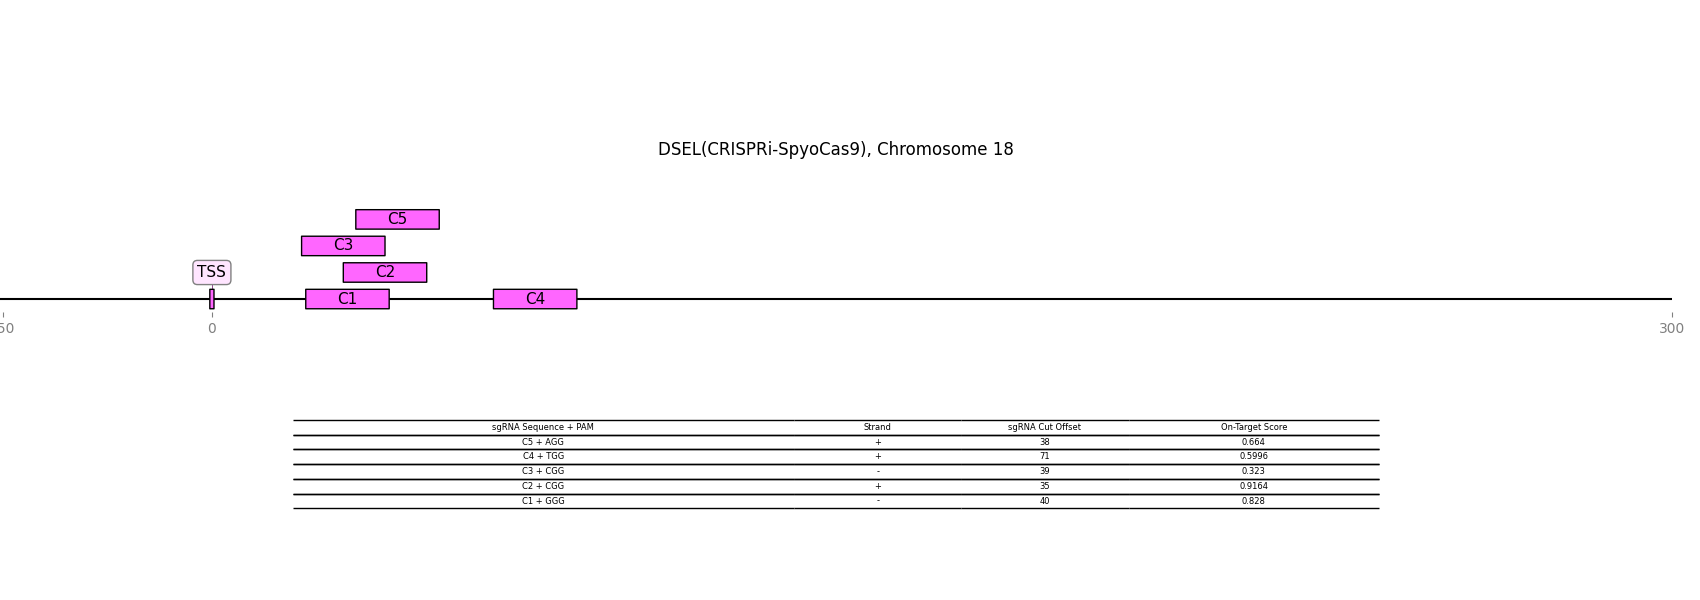 DSEL(CRISPRi-SpyoCas9), Chromosome 18
C5
C3
TSS
C2
C1
C4
50
0
300
sgRNA Sequence + PAM Strand sgRNA Cut Offset On-Target Score
C5 + AGG + 38 0.664
C4 + TGG + 71 0.5996
C3 + CGG - 39 0.323
C2 + CGG + 35 0.9164
C1 + GGG - 40 0.828